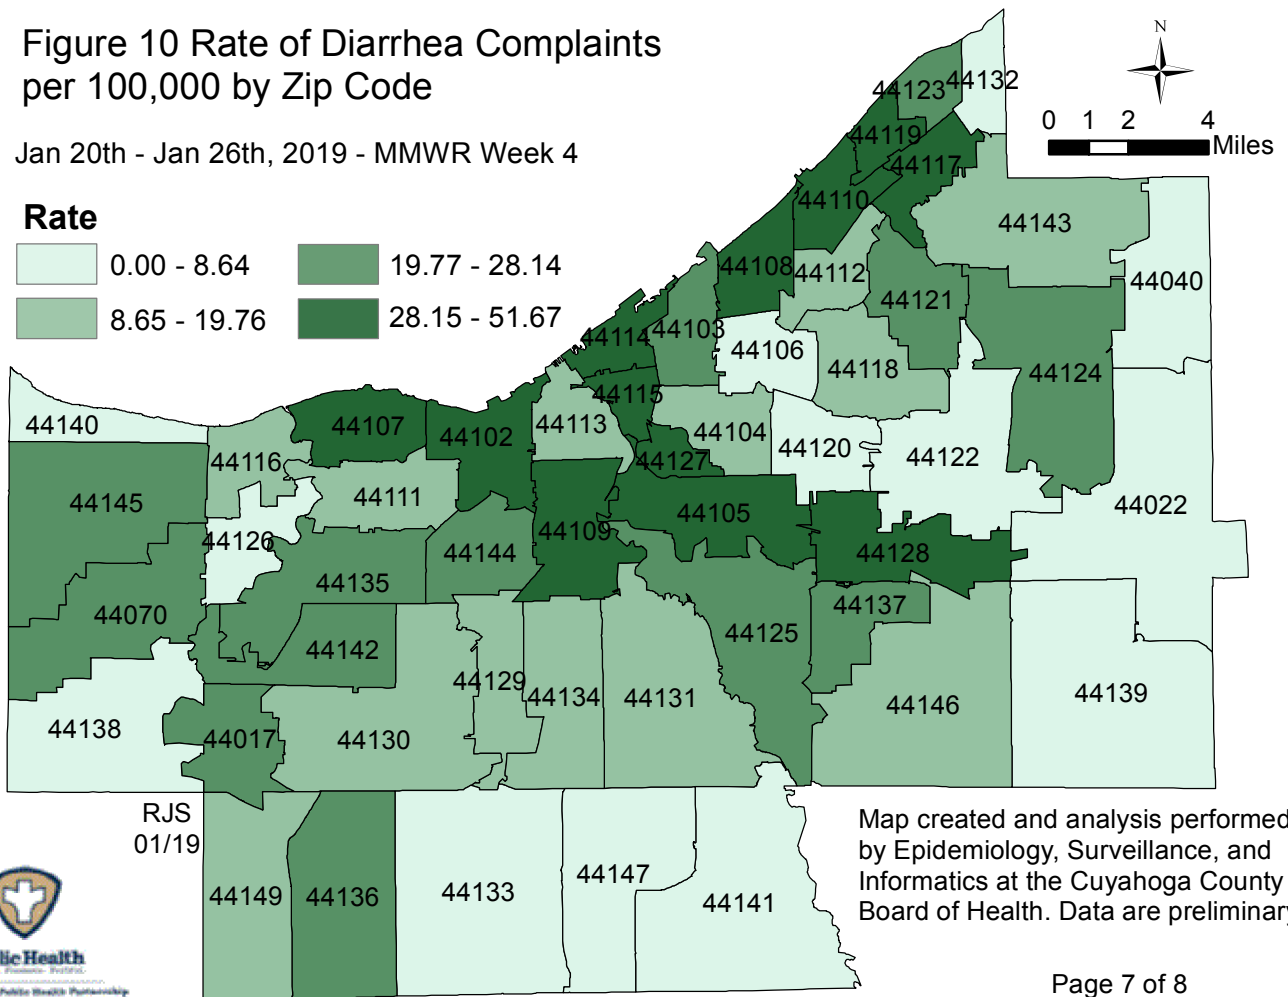 Figure 10 Rate of Diarrhea Complaints
per 100,000 by Zip Code
Jan 20th - Jan 26th, 2019 - MMWR Week 4
Rate
0.00 - 8.64
19.77 - 28.14
8.65 - 19.76
28.15 - 51.67
N
0 1 2 4
Miles
44123
44132
44119
44117
44110
44143
44108
44112
44040
44121
44114
44103
44106
44118
44124
44115
44107
44140
44102
44113
44104
44120
44116
44127
44122
44111
44145
44022
44105
44109
44126
44144
44128
44135
44137
44070
44125
44142
44129
44134
44131
44139
44146
44138
44017
44130
RJS
01/19
Map created and analysis performed
by Epidemiology, Surveillance, and
Informatics at the Cuyahoga County
Board of Health. Data are preliminary
44149
44136
44133
44147
44141
lic Health
Public Health Partnership
Page 7 of 8